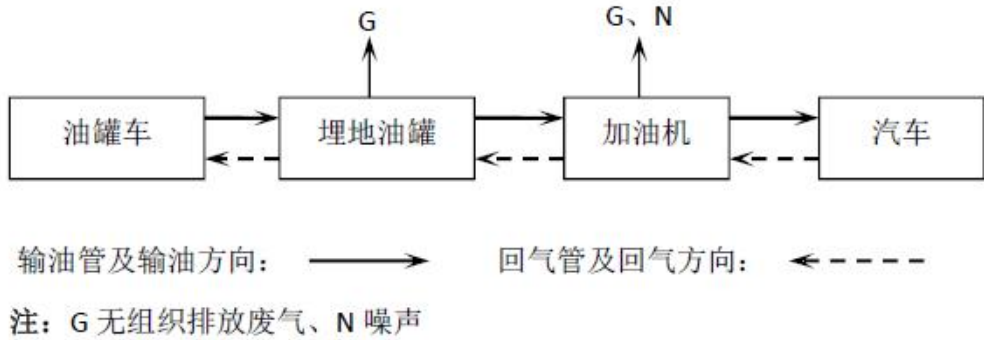 G
G、N
油罐车
埋地油罐
加油机
汽车
输油管及输油方向：
回气管及回气方向：
注：G 无组织排放废气、N 噪声